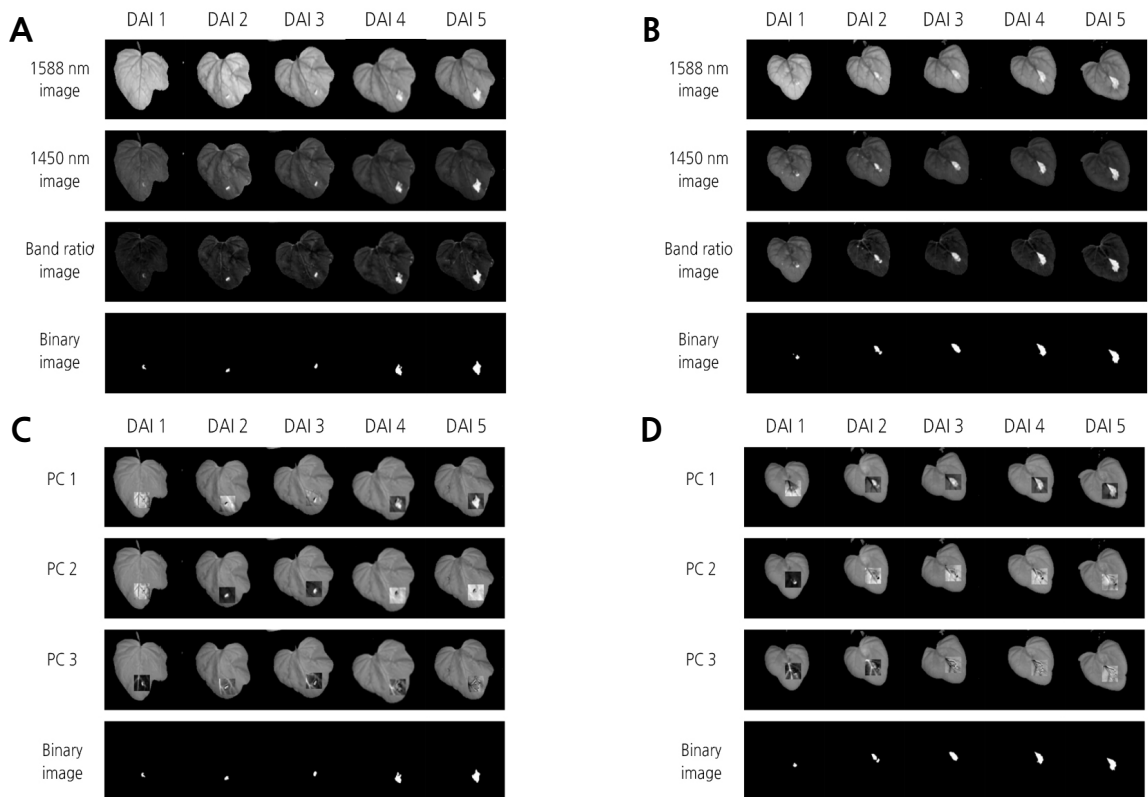 A
DAI 1 DAI 2 DAI 3 DAI 4 DAI 5
1588 nm
image
1450 nm
image
Band ratio
image
Binary
image
B
DAI 1 DAI 2 DAI 3 DAI 4 DAI 5
1588 nm
image
1450 nm
image
Band ratio
image
Binary
image
C
DAI 1 DAI 2 DAI 3 DAI 4 DAI 5
PC 1
PC 2
PC 3
Binary
image
D
DAI 1 DAI 2 DAI 3 DAI 4 DAI 5
PC 1
PC 2
PC 3
Binary
image